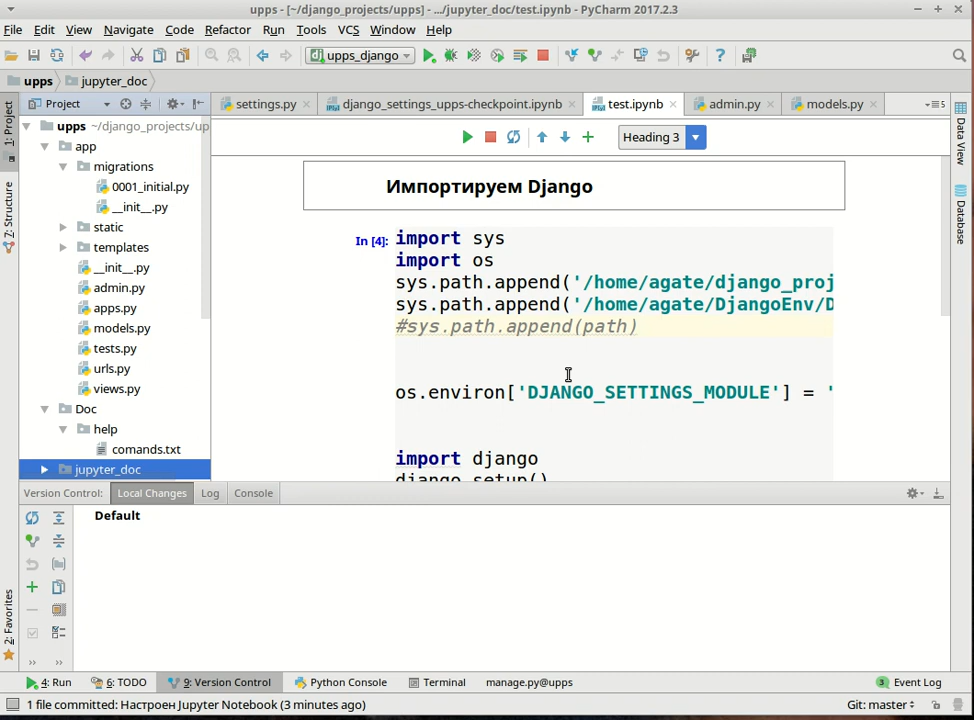 upps - [~/django_projects/upps] - .../jupyter_doc/test.ipynb - PyCharm 2017.2.3
File Edit View Navigate Code Refactor Run Tools VCS Window Help
upps_django
upps jupyter_doc
Project
settings.py django_settings_upps-checkpoint.ipynb test.ipynb admin.py models.py
5
1: Project
7: Structure
2: Favorites
Data View
Database
upps ~/django_projects/up
app
migrations
0001_initial.py
__init__.py
static
templates
__init__.py
admin.py
apps.py
models.py
tests.py
urls.py
views.py
Doc
help
comands.txt
jupyter_doc
Heading 3
Импортируем Django
In [4]: import sys
import os
sys.path.append('/home/agate/django_proj
sys.path.append('/home/agate/DjangoEnv/D
#sys.path.append(path)
os.environ['DJANGO_SETTINGS_MODULE'] = '
import django
django.setup()
Version Control: Local Changes Log Console
Default
4: Run 6: TODO 9: Version Control Python Console Terminal manage.py@upps 3 Event Log
1 file committed: Настроен Jupyter Notebook (3 minutes ago) Git: master